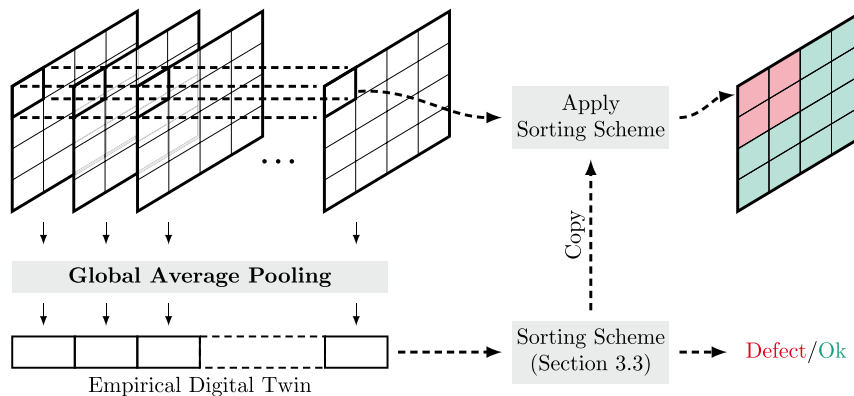 Apply
Sorting Scheme
...
Copy
Global Average Pooling
Sorting Scheme
(Section 3.3)
Defect/Ok
Empirical Digital Twin